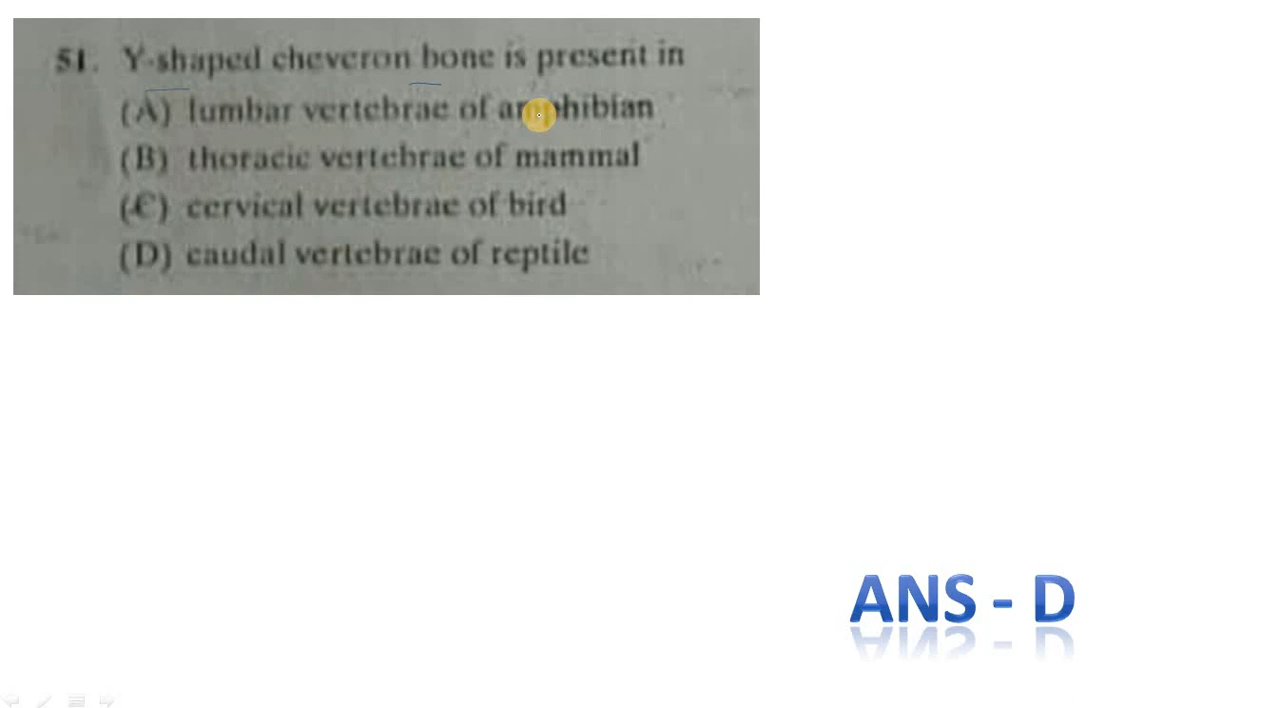 51. Y-shaped cheveron bone is present in
(A) lumbar vertebrae of amphibian
(B) thoracic vertebrae of mammal
(C) cervical vertebrae of bird
(D) caudal vertebrae of reptile
ANS - D